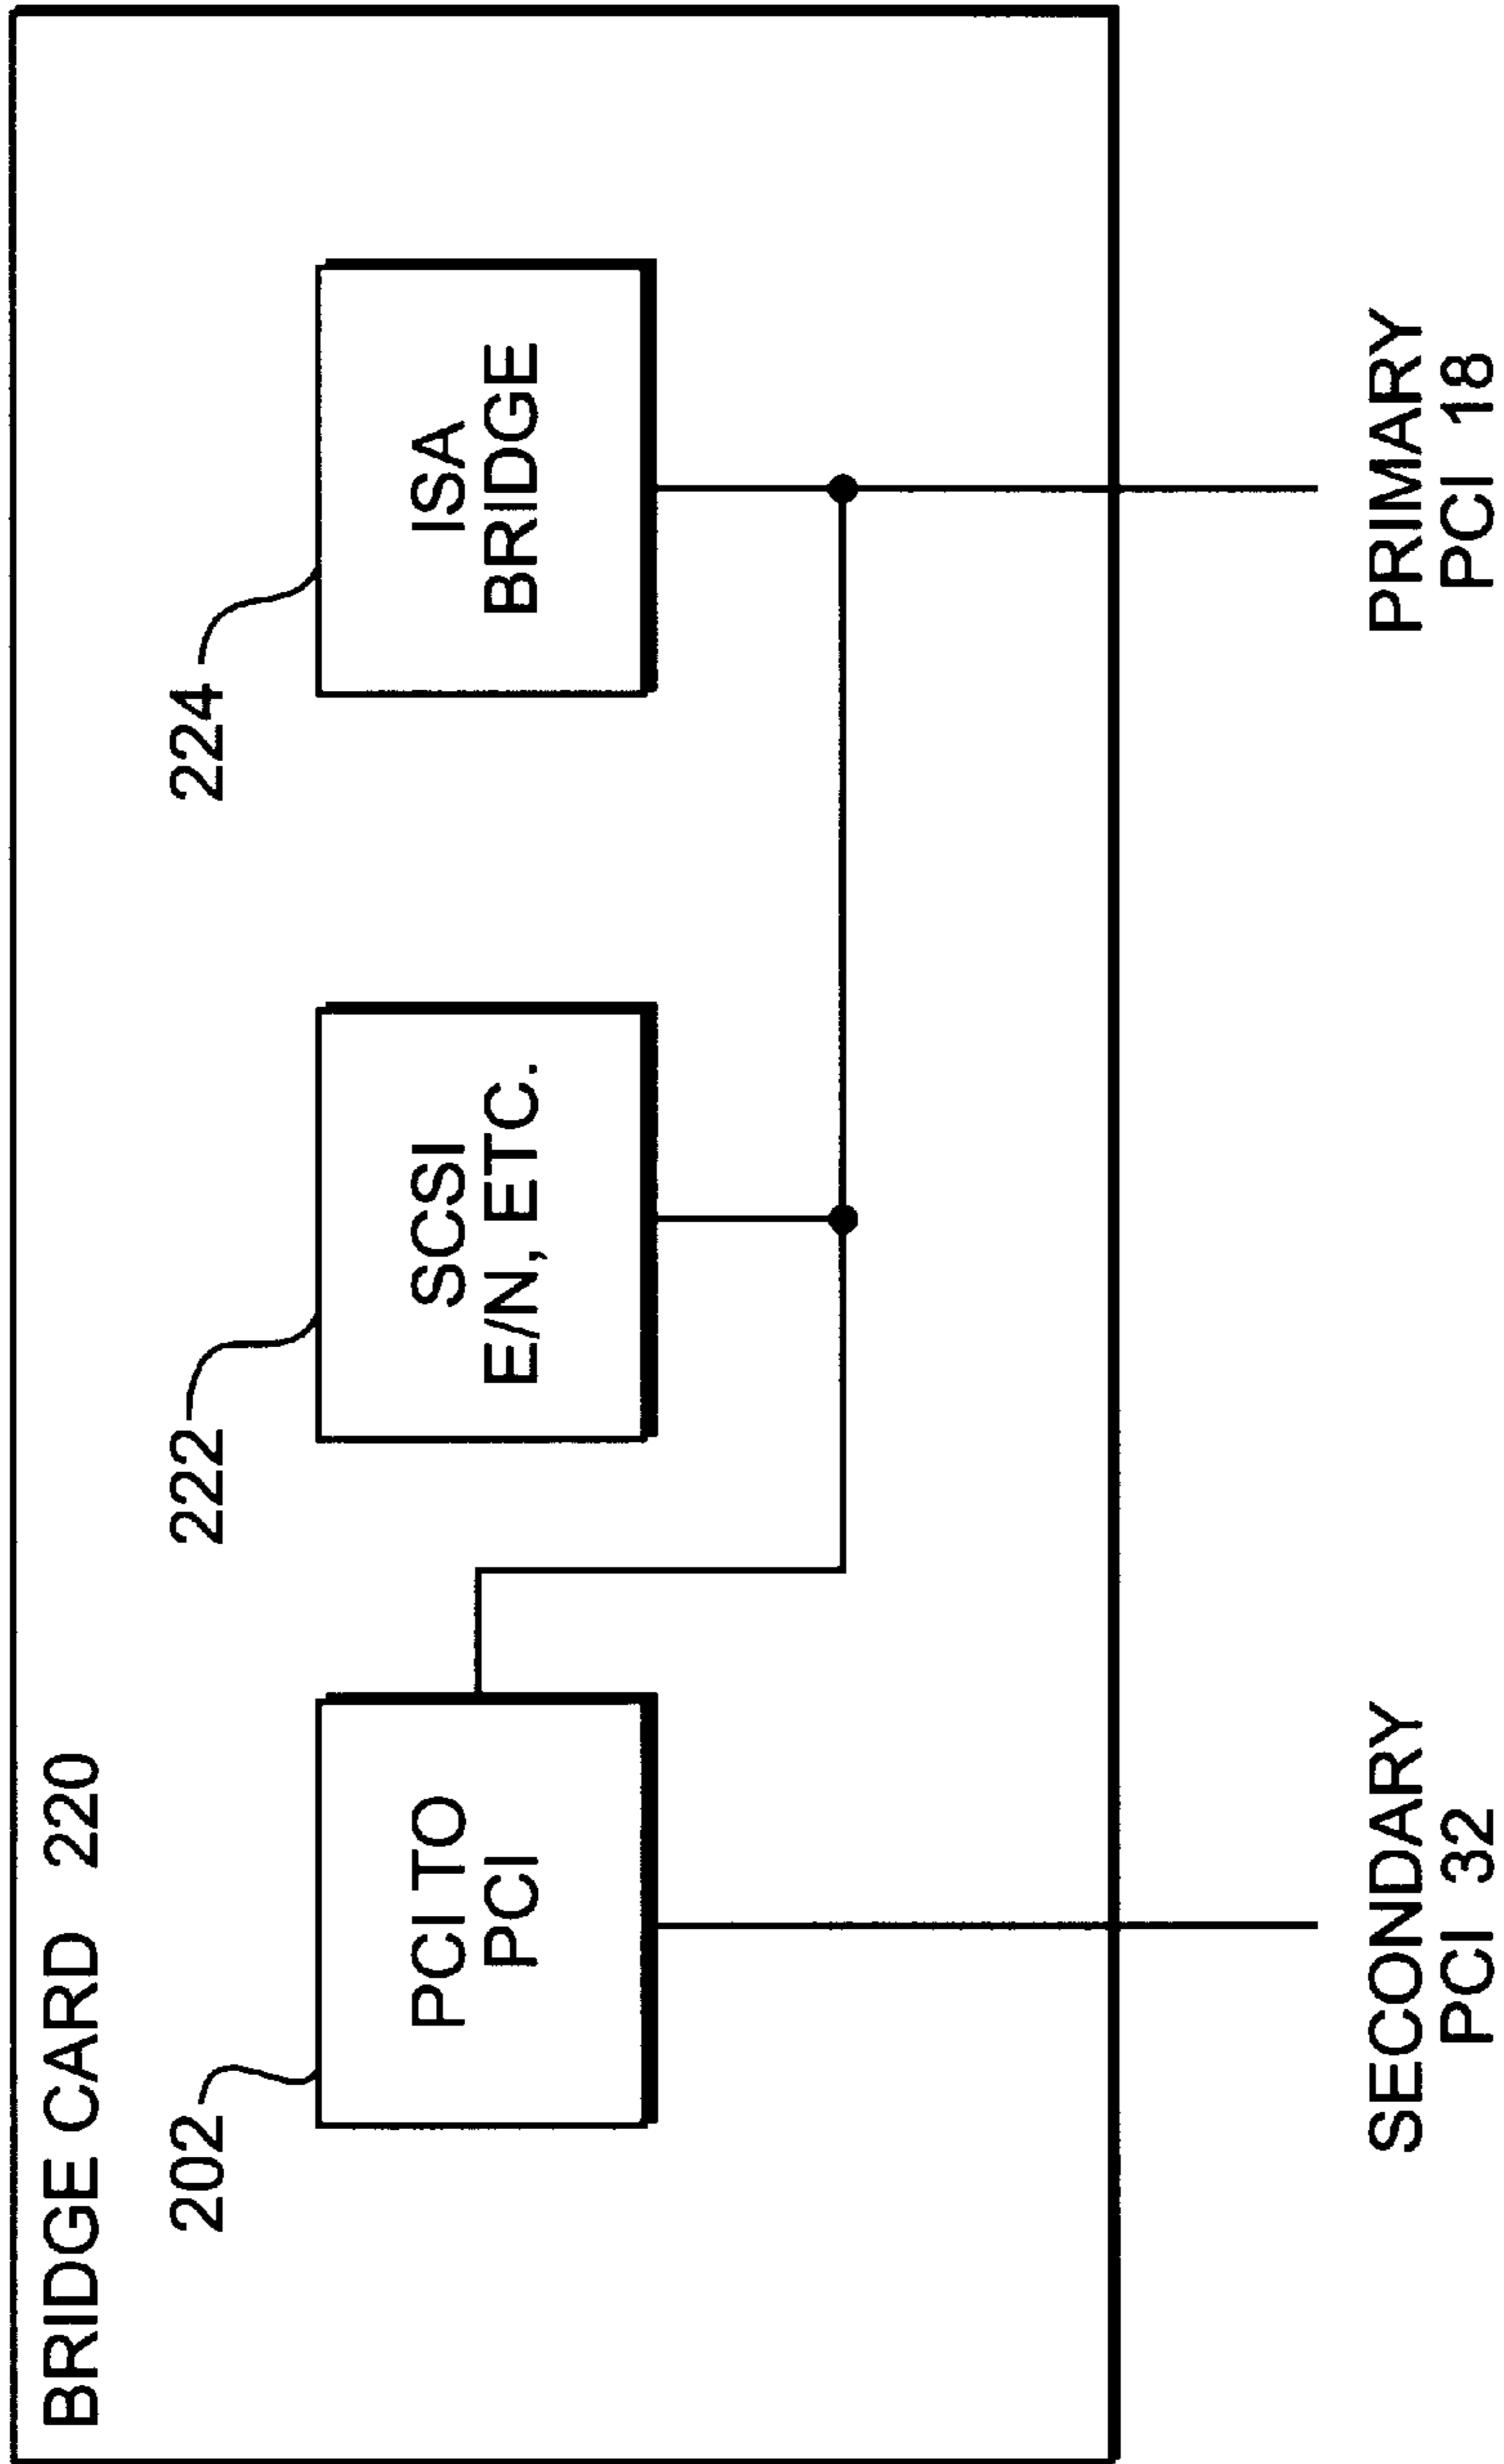 BRIDGE CARD 220
202
222
224
PCI TO
PCI
SCSI
E/N, ETC.
ISA
BRIDGE
SECONDARY
PCI 32
PRIMARY
PCI 18